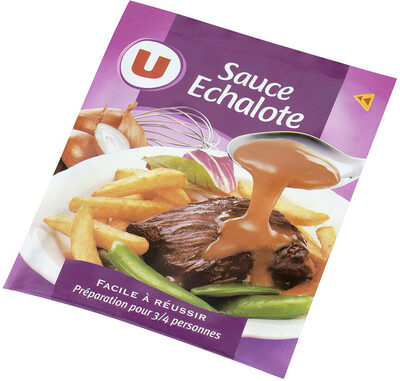 U
Sauce
Echalote
FACILE À RÉUSSIR
Préparation pour 3/4 personnes